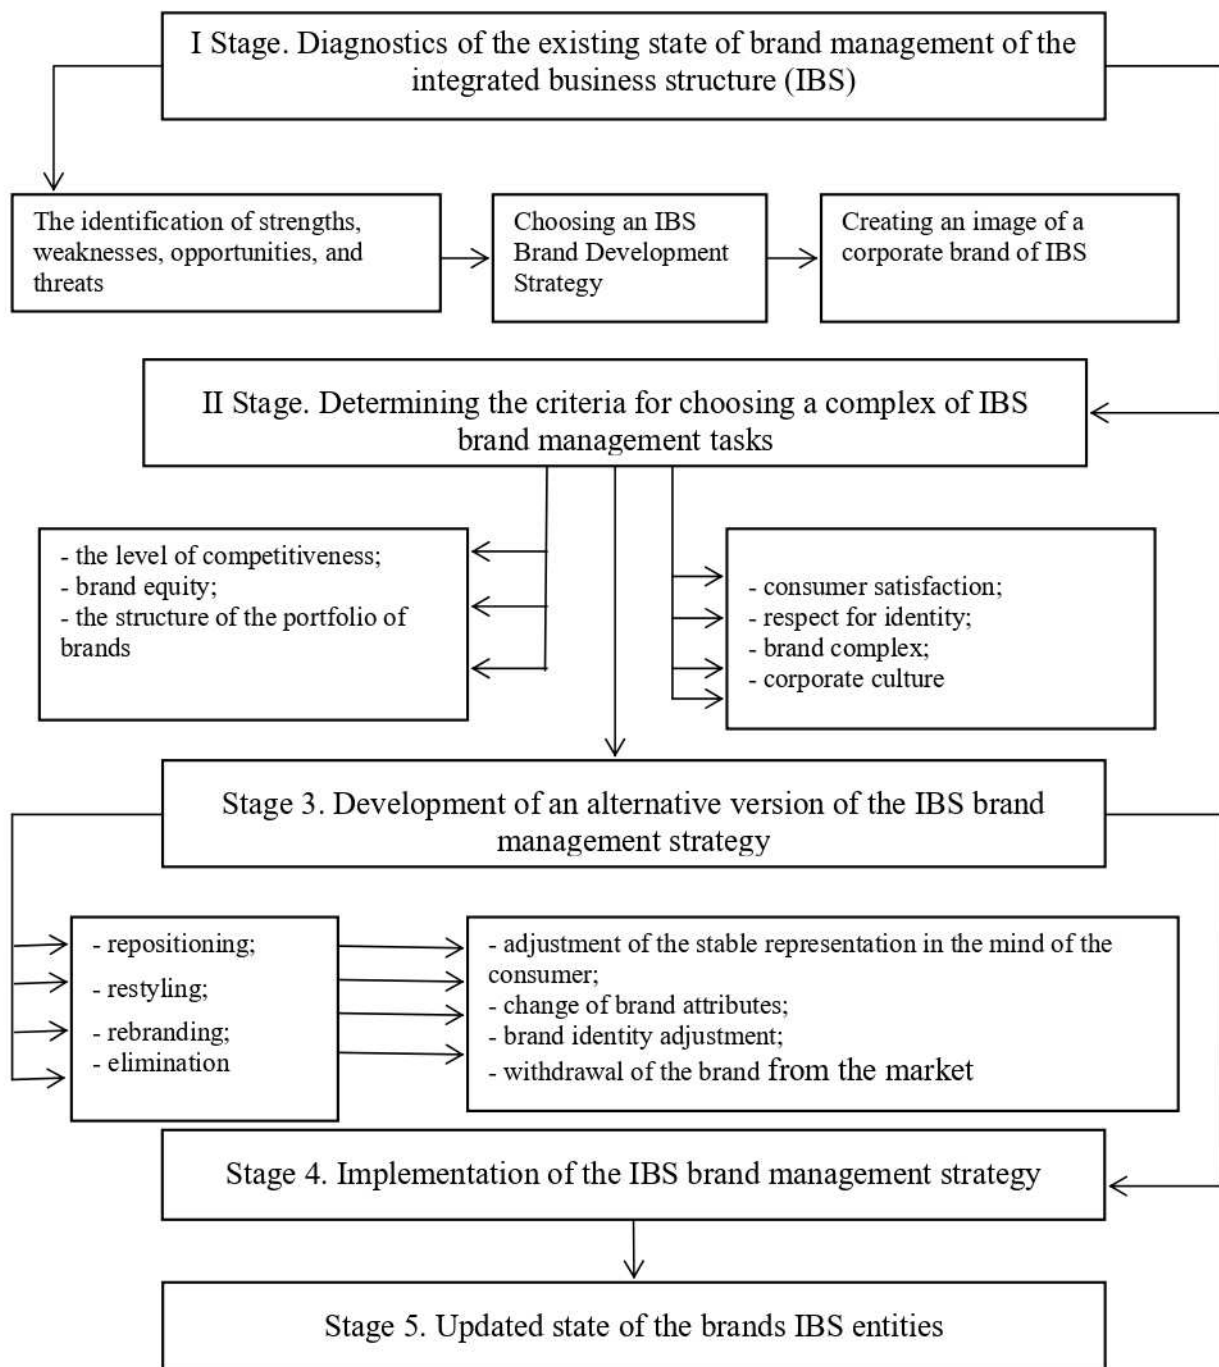 I Stage. Diagnostics of the existing state of brand management of the
integrated business structure (IBS)
The identification of strengths,
weaknesses, opportunities, and
threats
Choosing an IBS
Brand Development
Strategy
Creating an image of a
corporate brand of IBS
II Stage. Determining the criteria for choosing a complex of IBS
brand management tasks
- the level of competitiveness;
- brand equity;
- the structure of the portfolio of
brands
- consumer satisfaction;
- respect for identity;
- brand complex;
- corporate culture
Stage 3. Development of an alternative version of the IBS brand
management strategy
- repositioning;
- restyling;
- rebranding;
- elimination
- adjustment of the stable representation in the mind of the
consumer;
- change of brand attributes;
- brand identity adjustment;
- withdrawal of the brand from the market
Stage 4. Implementation of the IBS brand management strategy
Stage 5. Updated state of the brands IBS entities